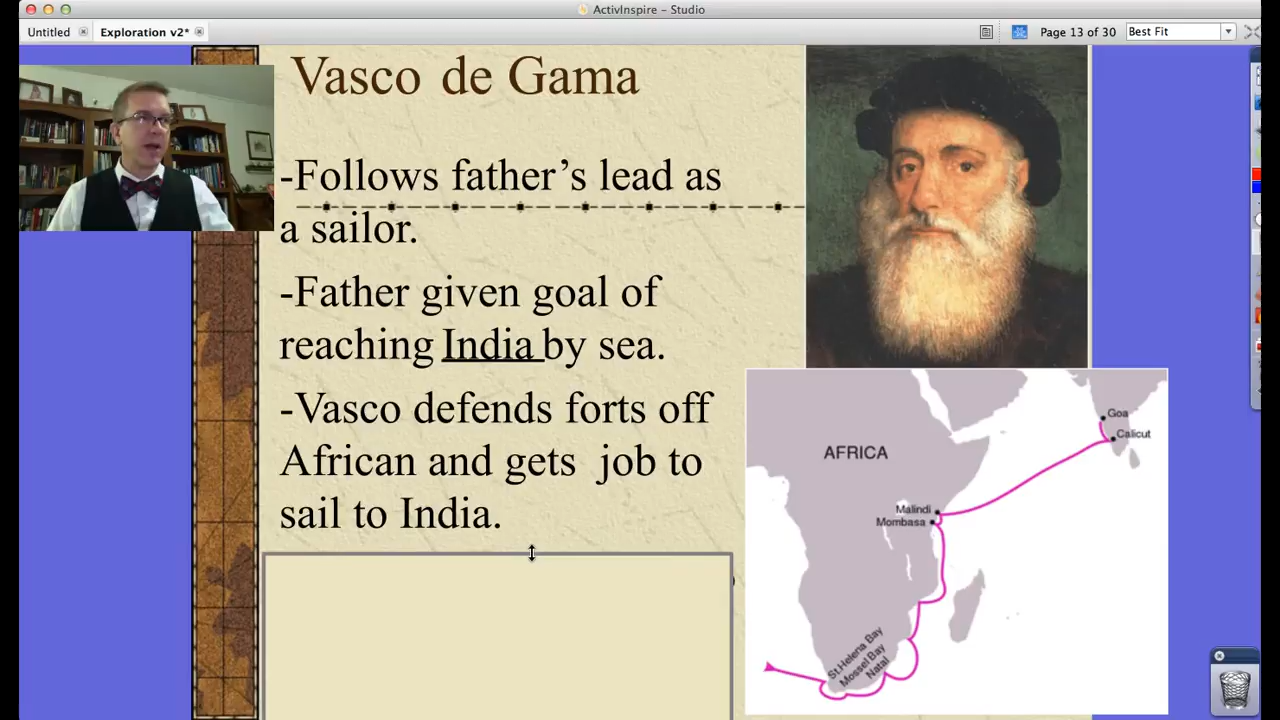 ActivInspire – Studio
Untitled
Exploration v2*
Page 13 of 30
Best Fit
Vasco de Gama
-Follows father’s lead as
a sailor.
-Father given goal of
reaching India by sea.
-Vasco defends forts off
African and gets job to
sail to India.
AFRICA
Goa
Calicut
Malindi
Mombasa
St.Helena Bay
Mossel Bay
Natal